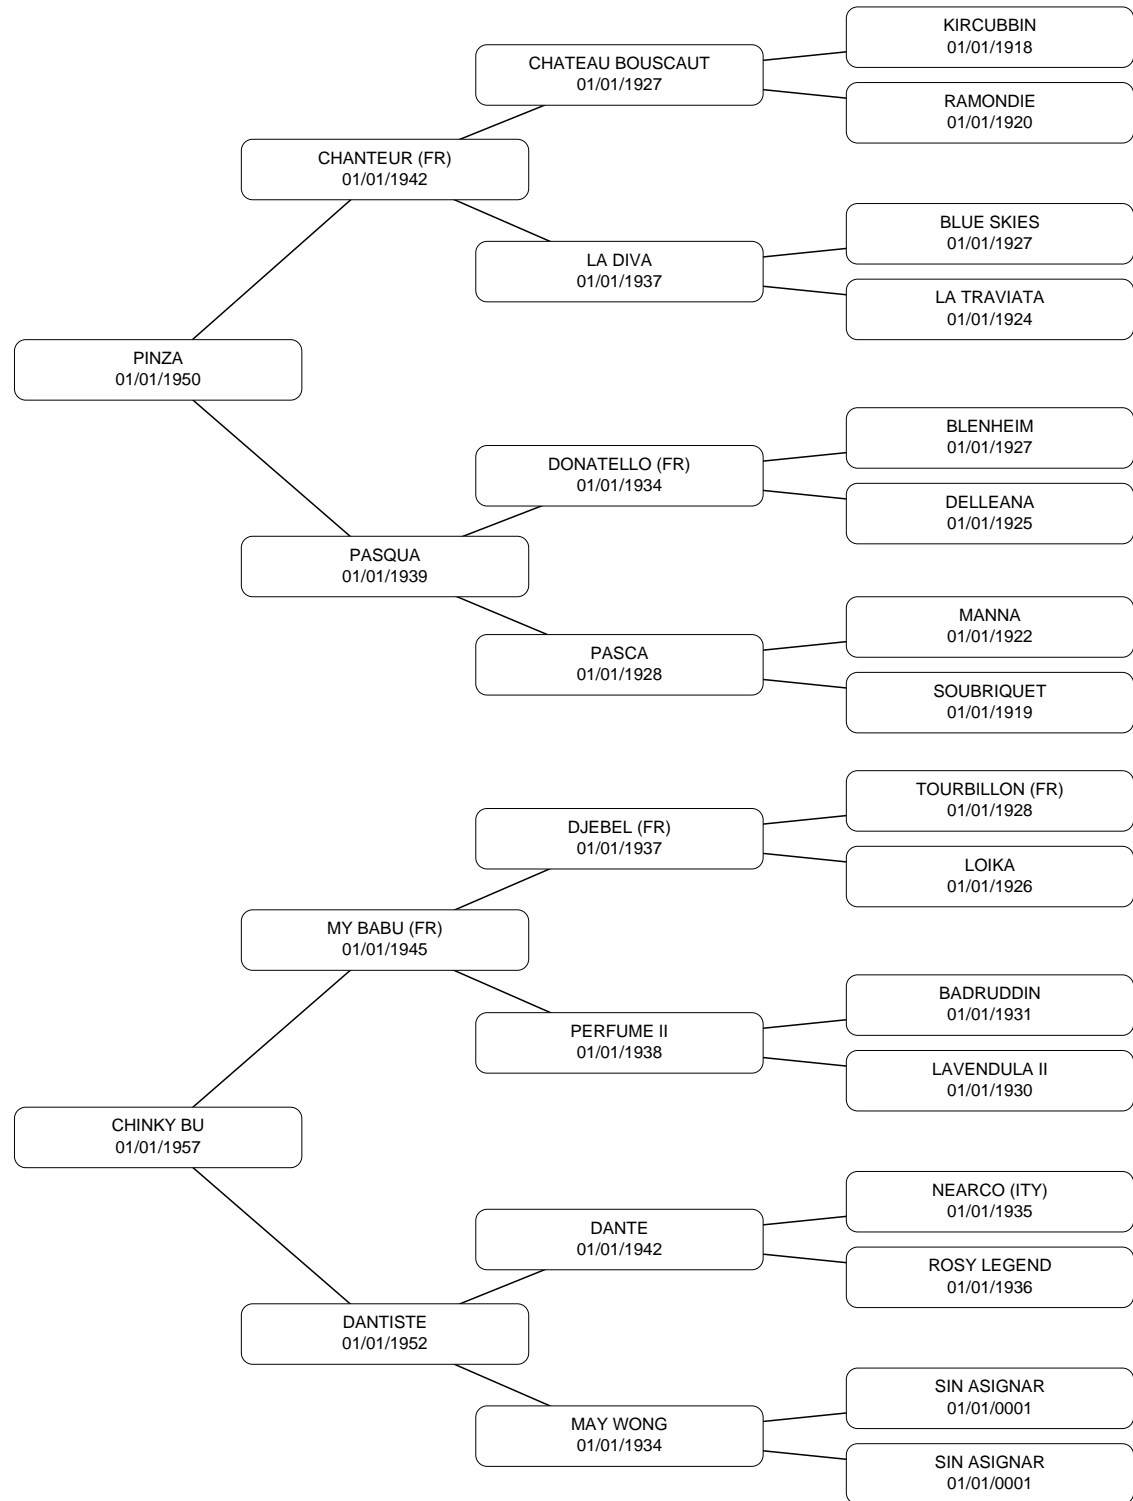 KIRCUBBIN
01/01/1918
CHATEAU BOUSCAUT
01/01/1927
RAMONDIE
01/01/1920
CHANTEUR (FR)
01/01/1942
BLUE SKIES
01/01/1927
LA DIVA
01/01/1937
LA TRAVIATA
01/01/1924
PINZA
01/01/1950
BLENHEIM
01/01/1927
DONATELLO (FR)
01/01/1934
DELLEANA
01/01/1925
PASQUA
01/01/1939
MANNA
01/01/1922
PASCA
01/01/1928
SOUBRIQUET
01/01/1919
TOURBILLON (FR)
01/01/1928
DJEBEL (FR)
01/01/1937
LOIKA
01/01/1926
MY BABU (FR)
01/01/1945
BADRUDDIN
01/01/1931
PERFUME II
01/01/1938
LAVENDULA II
01/01/1930
CHINKY BU
01/01/1957
NEARCO (ITY)
01/01/1935
DANTE
01/01/1942
ROSY LEGEND
01/01/1936
DANTISTE
01/01/1952
SIN ASIGNAR
01/01/0001
MAY WONG
01/01/1934
SIN ASIGNAR
01/01/0001